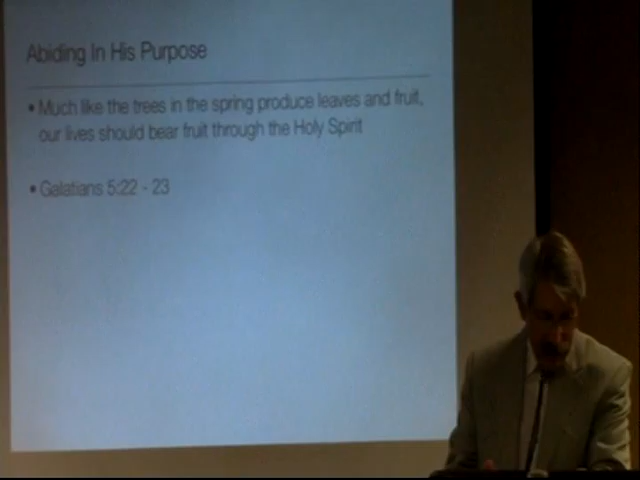 Abiding In His Purpose
• Much like the trees in the spring produce leaves and fruit,
our lives should bear fruit through the Holy Spirit
• Galatians 5:22 - 23